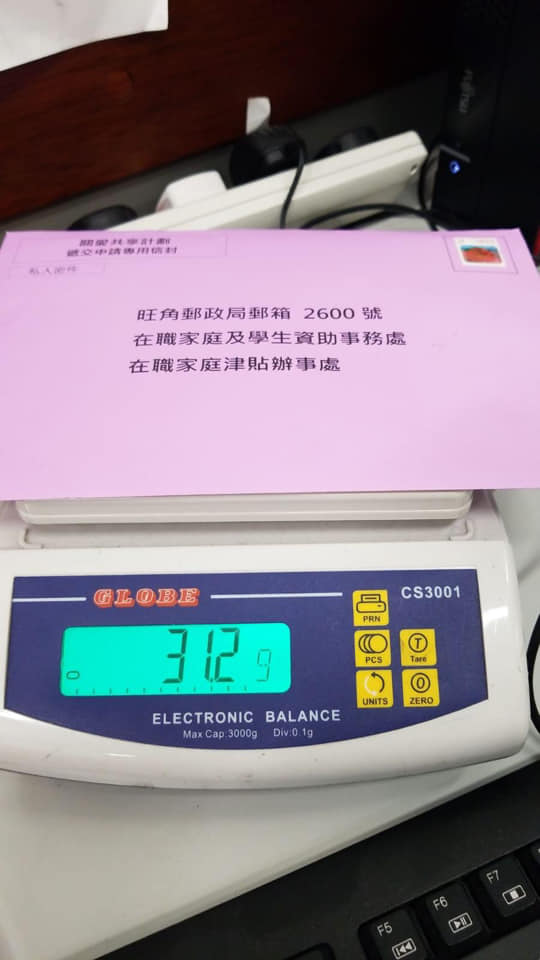 FUJITSU
關愛共享計劃
遞交申請專用信封
私人密件
旺角郵政局郵箱 2600 號
在職家庭及學生資助事務處
在職家庭津貼辦事處
GLOBE
CS3001
PRN
PCS
Tare
UNITS
ZERO
31.2 g
ELECTRONIC BALANCE
Max Cap:3000g Div:0.1g
F5
F6
F7